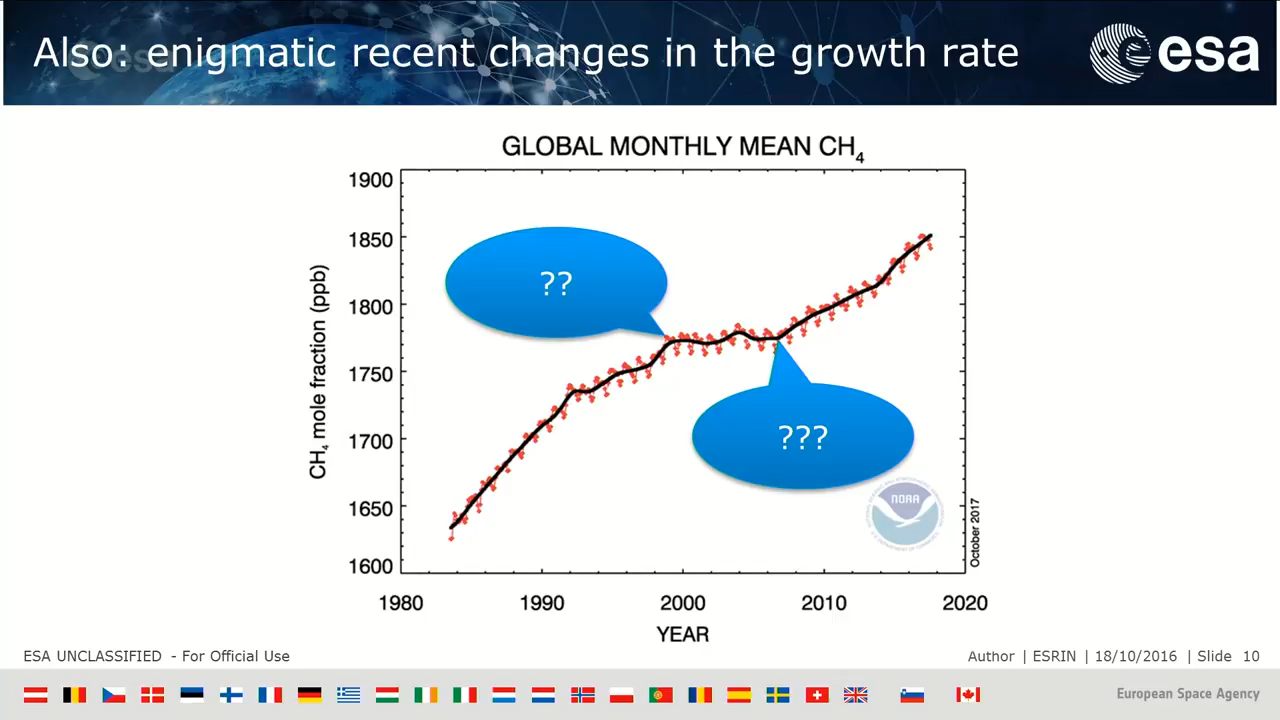 Also: enigmatic recent changes in the growth rate
esa
GLOBAL MONTHLY MEAN CH₄
1900
1850
1800
1750
1700
1650
1600
CH₄ mole fraction (ppb)
??
???
NOAA
October 2017
1980 1990 2000 2010 2020
YEAR
ESA UNCLASSIFIED - For Official Use
Author | ESRIN | 18/10/2016 | Slide 10
European Space Agency